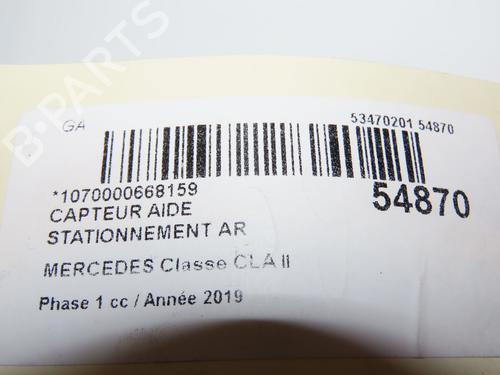 B-PARTS
GA
53470201 54870
*1070000668159
54870
CAPTEUR AIDE
STATIONNEMENT AR
MERCEDES Classe CLA II
Phase 1 cc / Année 2019